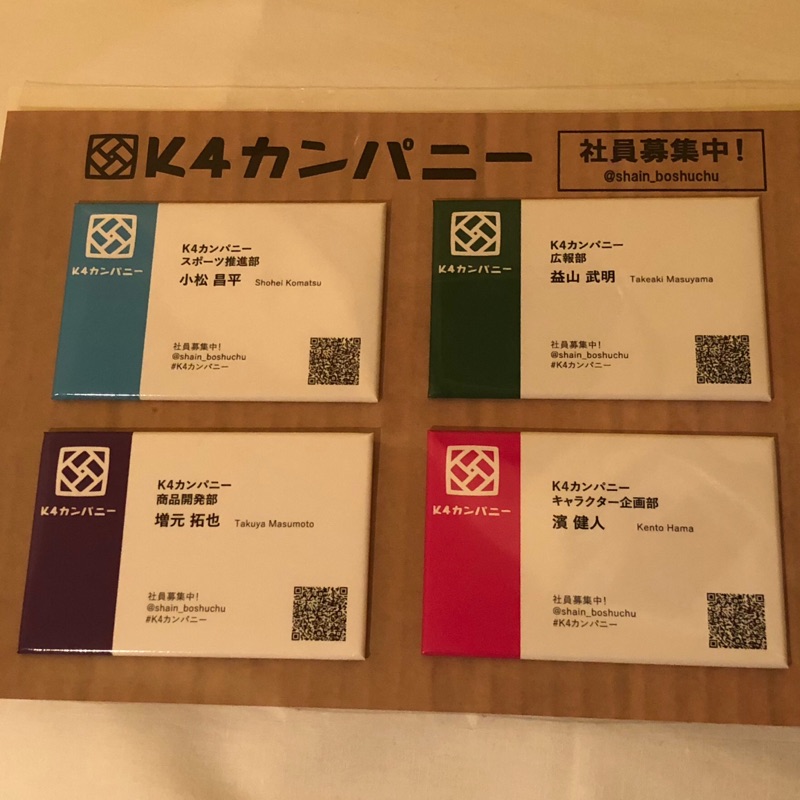 K4カンパニー
社員募集中!
@shain_boshuchu
K4カンパニー
K4カンパニー
スポーツ推進部
小松 昌平 Shohei Komatsu
社員募集中!
@shain_boshuchu
#K4カンパニー
K4カンパニー
K4カンパニー
広報部
益山 武明 Takeaki Masuyama
社員募集中!
@shain_boshuchu
#K4カンパニー
K4カンパニー
K4カンパニー
商品開発部
増元 拓也 Takuya Masumoto
社員募集中!
@shain_boshuchu
#K4カンパニー
K4カンパニー
K4カンパニー
キャラクター企画部
濱 健人 Kento Hama
社員募集中!
@shain_boshuchu
#K4カンパニー